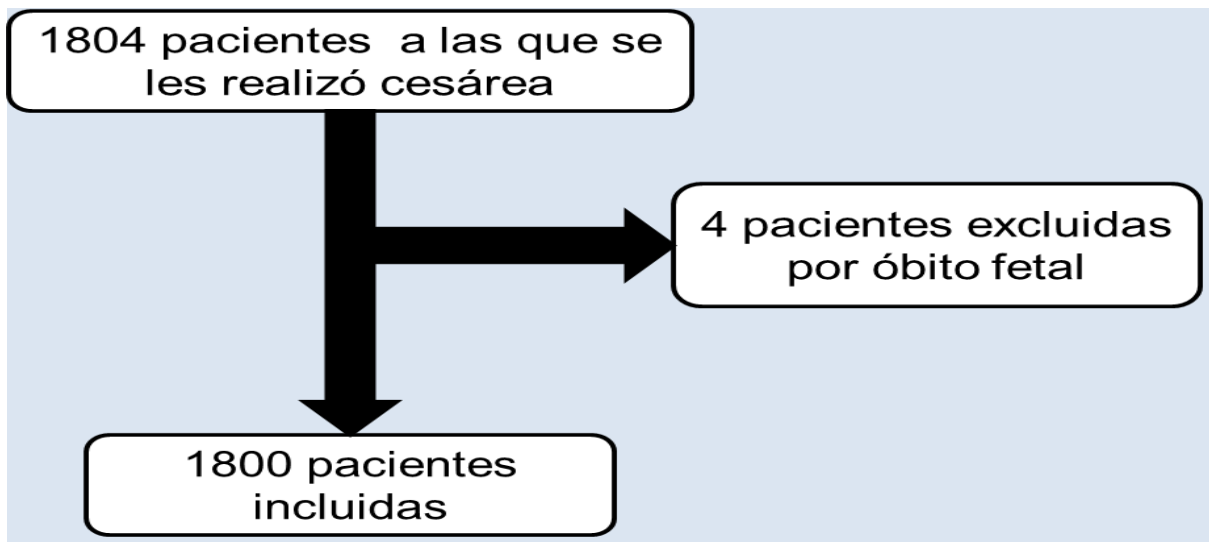 1804 pacientes  a las que se
les realizó cesárea
4 pacientes excluidas
por óbito fetal
1800 pacientes
incluidas